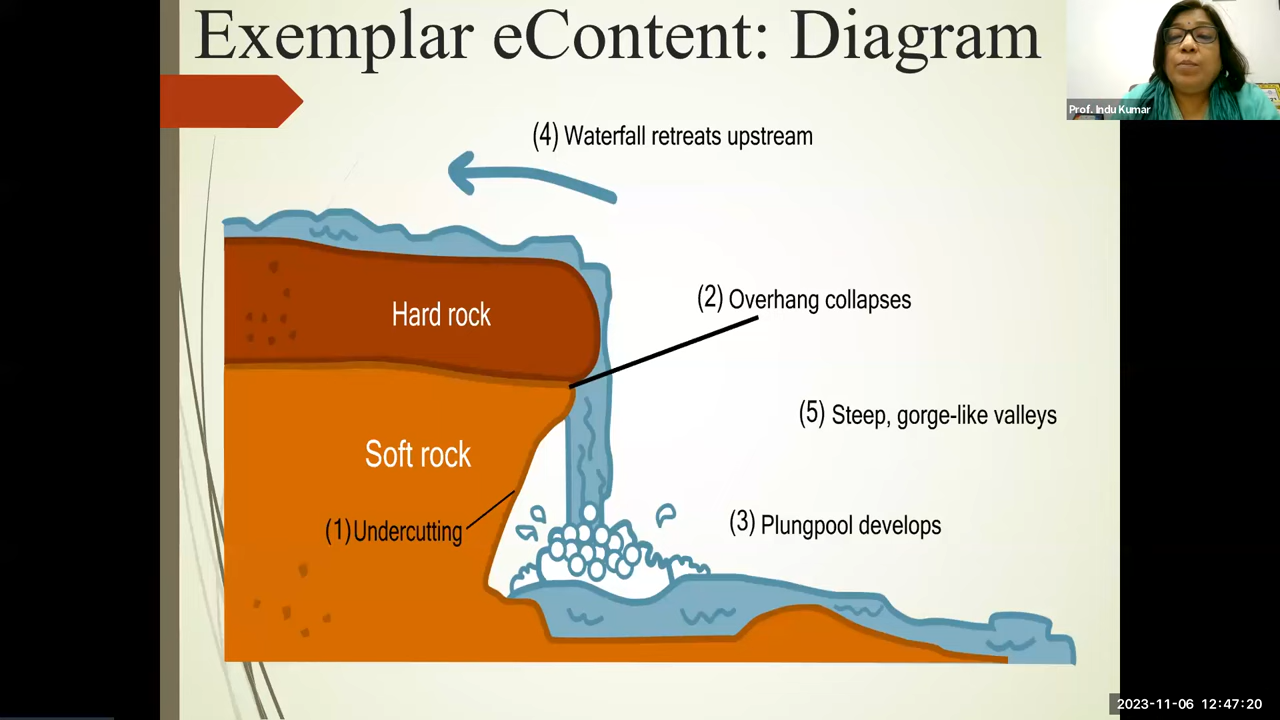 Exemplar eContent: Diagram
Prof. Indu Kumar
(4) Waterfall retreats upstream
(2) Overhang collapses
Hard rock
(5) Steep, gorge-like valleys
Soft rock
(3) Plungpool develops
(1)Undercutting
2023-11-06 12:47:20